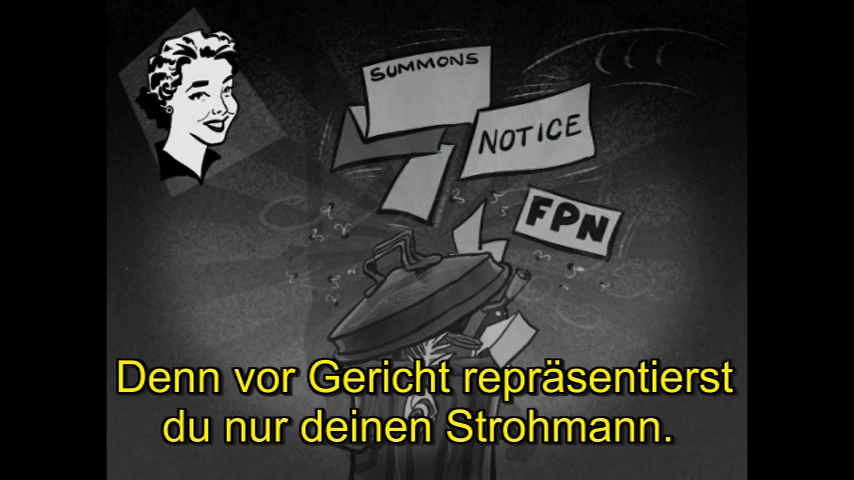 SUMMONS
NOTICE
FPN
Denn vor Gericht repräsentierst
du nur deinen Strohmann.